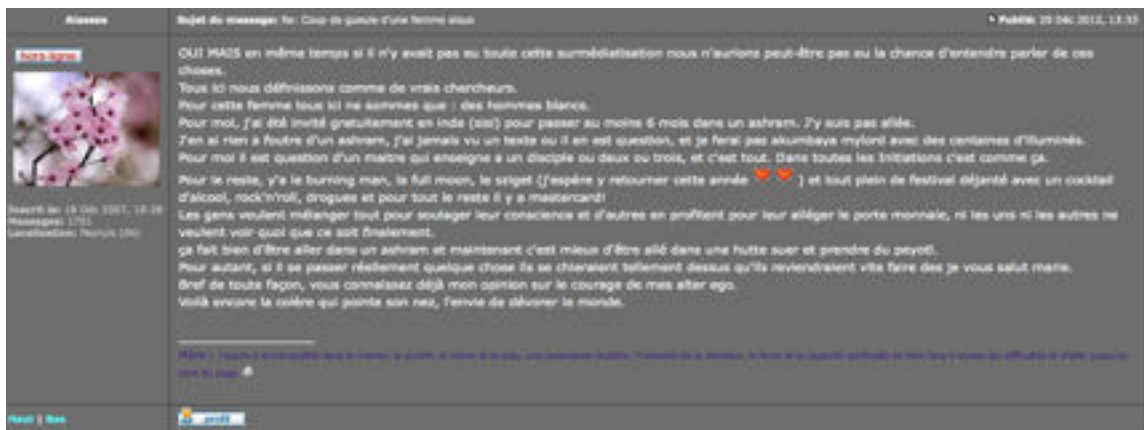 Sujet du message: Re: Coup de gueule d'une femme sioux
Publié: 20 Déc 2012, 13:33
hors-ligne
OUI MAIS en même temps si il n'y avait pas eu toute cette surmédiatisation nous n'aurions peut-être pas eu la chance d'entendre parler de ces
choses.
Tous ici nous définissons comme de vrais chercheurs.
Pour cette femme tous ici ne sommes que : des hommes blancs.
Pour moi, j'ai été invité gratuitement en inde (sisi) pour passer au moins 6 mois dans un ashram. J'y suis pas allée.
J'en ai rien a foutre d'un ashram, j'ai jamais vu un texte ou il en est question, et je ferai pas akumbaya mylord avec des centaines d'illuminés.
Pour moi il est question d'un maitre qui enseigne a un disciple ou deux ou trois, et c'est tout. Dans toutes les Initiations c'est comme ça.
Pour le reste, y'a le burning man, la full moon, le sziget (j'espère y retourner cette année ) et tout plein de festival déjanté avec un cocktail
d'alcool, rock'n'roll, drogues et pour tout le reste il y a mastercard!
Les gens veulent mélanger tout pour soulager leur conscience et d'autres en profitent pour leur alléger le porte monnaie, ni les uns ni les autres ne
veulent voir quoi que ce soit finalement.
ça fait bien d'être aller dans un ashram et maintenant c'est mieux d'être allé dans une hutte suer et prendre du peyotl.
Pour autant, si il se passer réellement quelque chose ils se chieraient tellement dessus qu'ils reviendraient vite faire des je vous salut marie.
Bref de toute façon, vous connaissez déjà mon opinion sur le courage de mes alter ego.
Voilà encore la colère qui pointe son nez, l'envie de dévorer le monde.
Inscrit le: 19 Déc 2007, 18:28
Messages: 1751
Localisation:
Haut | Bas
profil